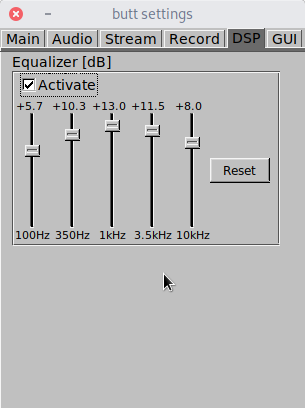 butt settings
Main Audio Stream Record DSP GUI
Equalizer [dB]
Activate
+5.7 +10.3 +13.0 +11.5 +8.0
Reset
100Hz 350Hz 1kHz 3.5kHz 10kHz